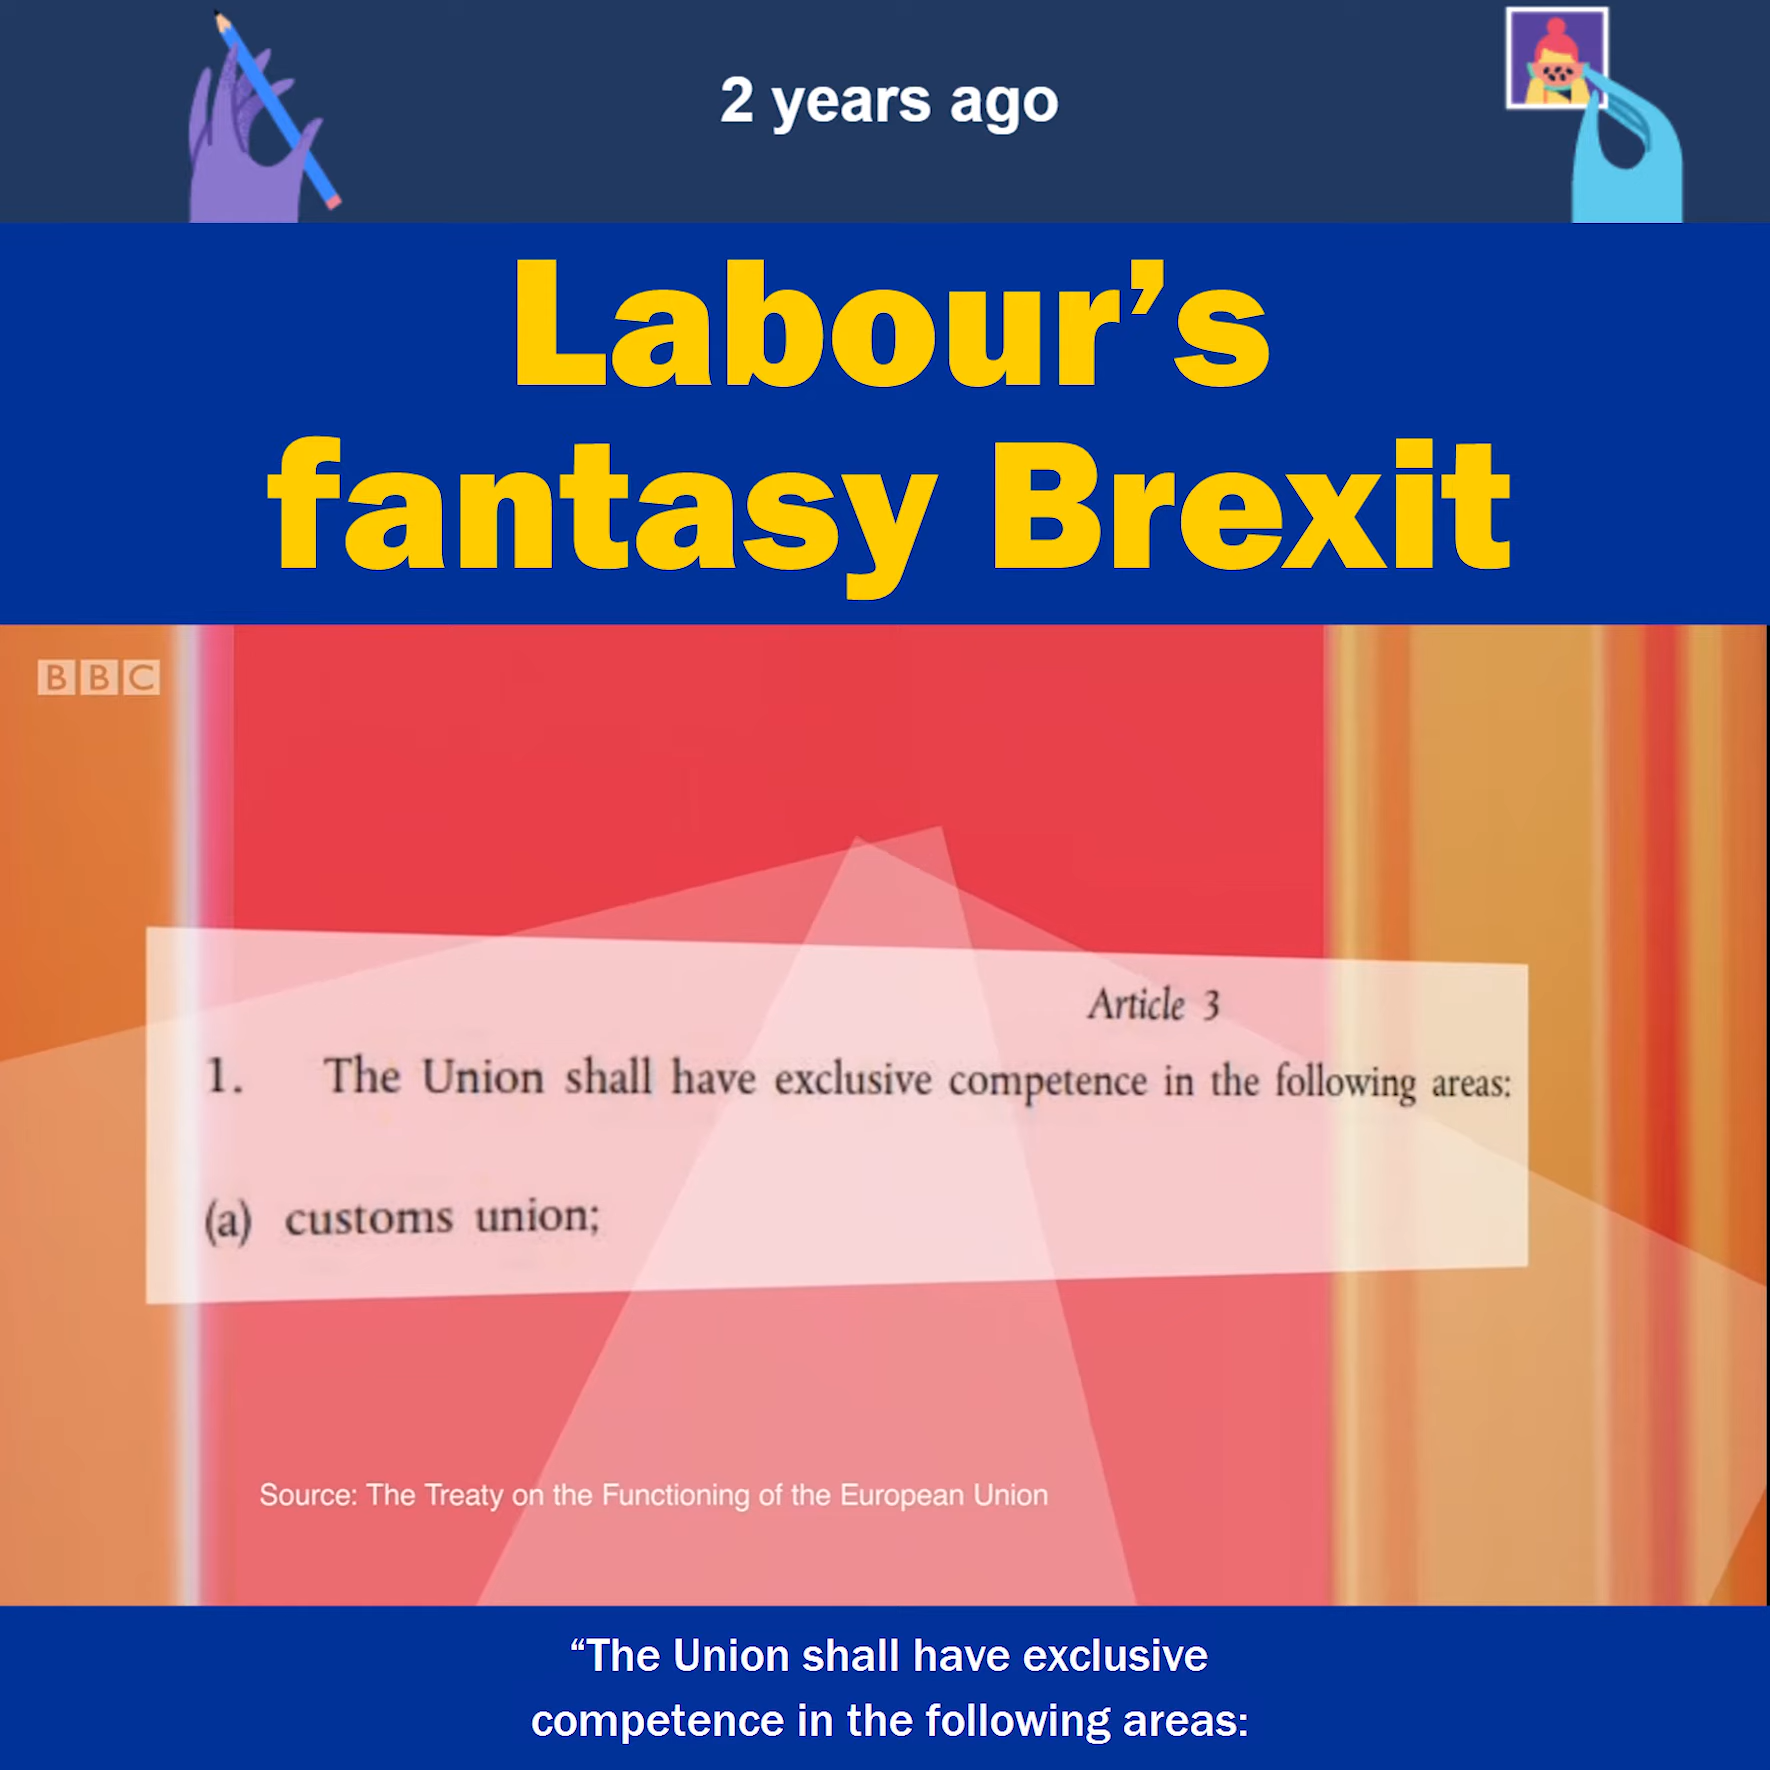 2 years ago
Labour’s
fantasy Brexit
BBC
Article 3
1. The Union shall have exclusive competence in the following areas:
(a) customs union;
Source: The Treaty on the Functioning of the European Union
“The Union shall have exclusive
competence in the following areas: